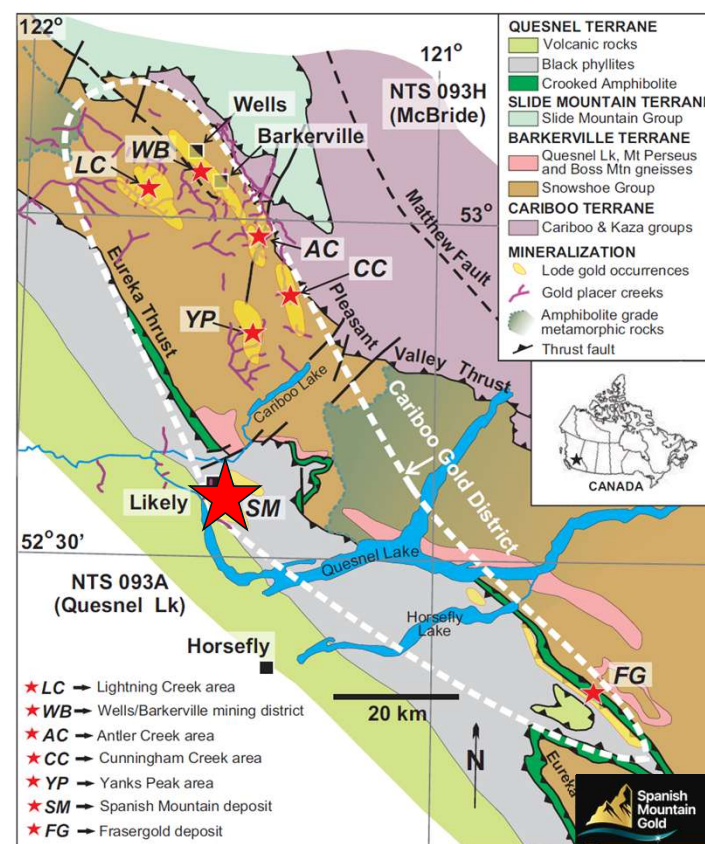 122°
121°
NTS 093H
(McBride)
Wells
Barkerville
WB
LC
53°
AC
CC
YP
Matthew Fault
Eureka Thrust
Pleasant
Valley Thrust
Cariboo Lake
Cariboo Gold District
Likely
SM
52°30'
Quesnel Lake
NTS 093A
(Quesnel Lk)
Horsefly
Lake
Horsefly
FG
20 km
N
Eureka
QUESNEL TERRANE
Volcanic rocks
Black phyllites
Crooked Amphibolite
SLIDE MOUNTAIN TERRANE
Slide Mountain Group
BARKERVILLE TERRANE
Quesnel Lk, Mt Perseus
and Boss Mtn gneisses
Snowshoe Group
CARIBOO TERRANE
Cariboo & Kaza groups
MINERALIZATION
Lode gold occurrences
Gold placer creeks
Amphibolite grade
metamorphic rocks
Thrust fault
CANADA
LC → Lightning Creek area
WB → Wells/Barkerville mining district
AC → Antler Creek area
CC → Cunningham Creek area
YP → Yanks Peak area
SM → Spanish Mountain deposit
FG → Frasergold deposit
Spanish
Mountain
Gold